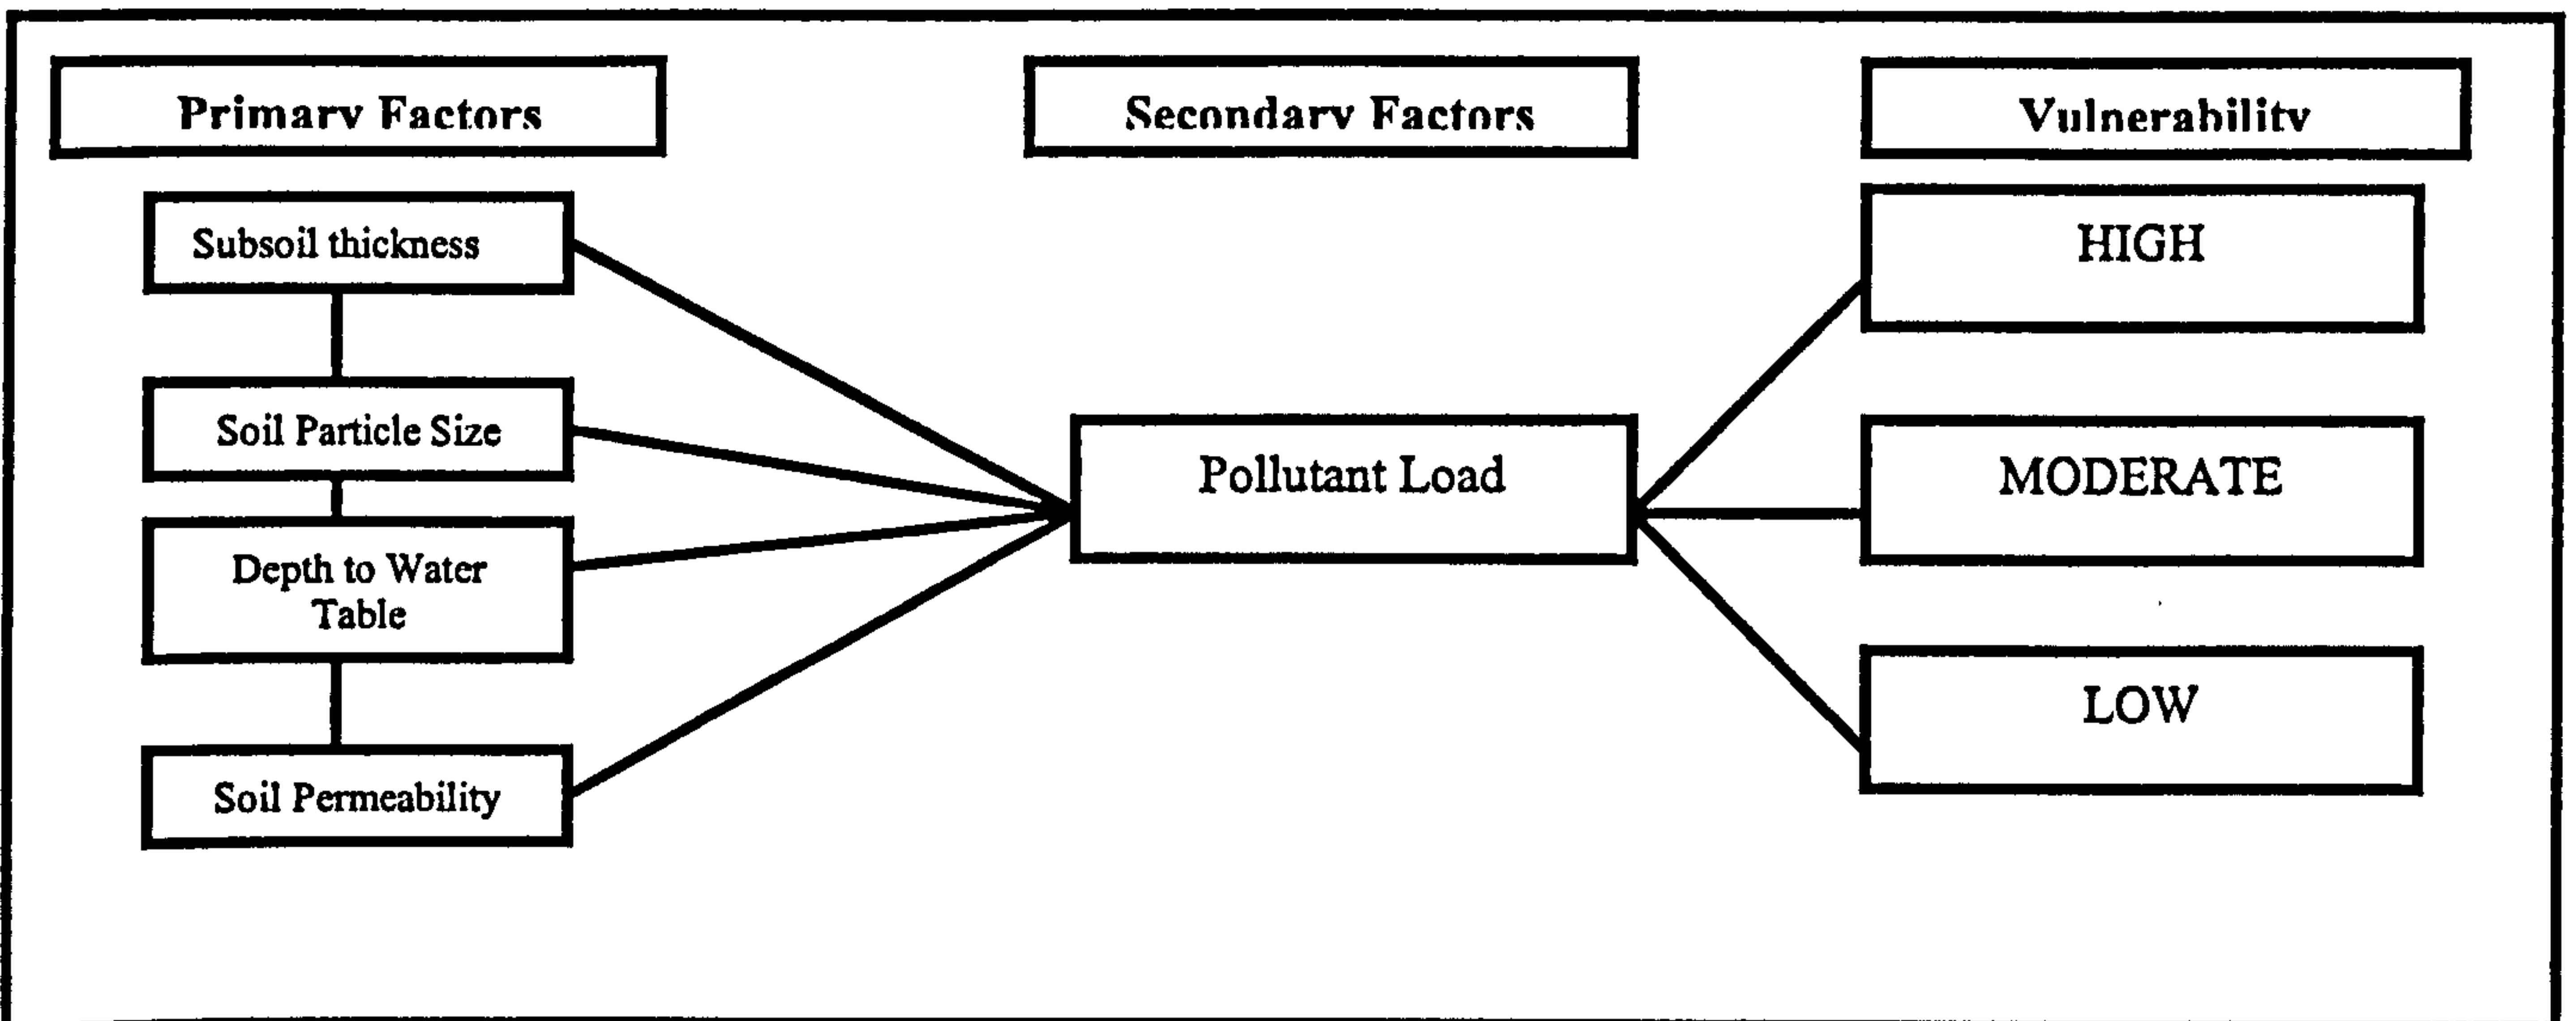 Primary Factors
Secondary Factors
Vulnerability
Subsoil thickness
Soil Particle Size
Depth to Water
Table
Soil Permeability
Pollutant Load
HIGH
MODERATE
LOW